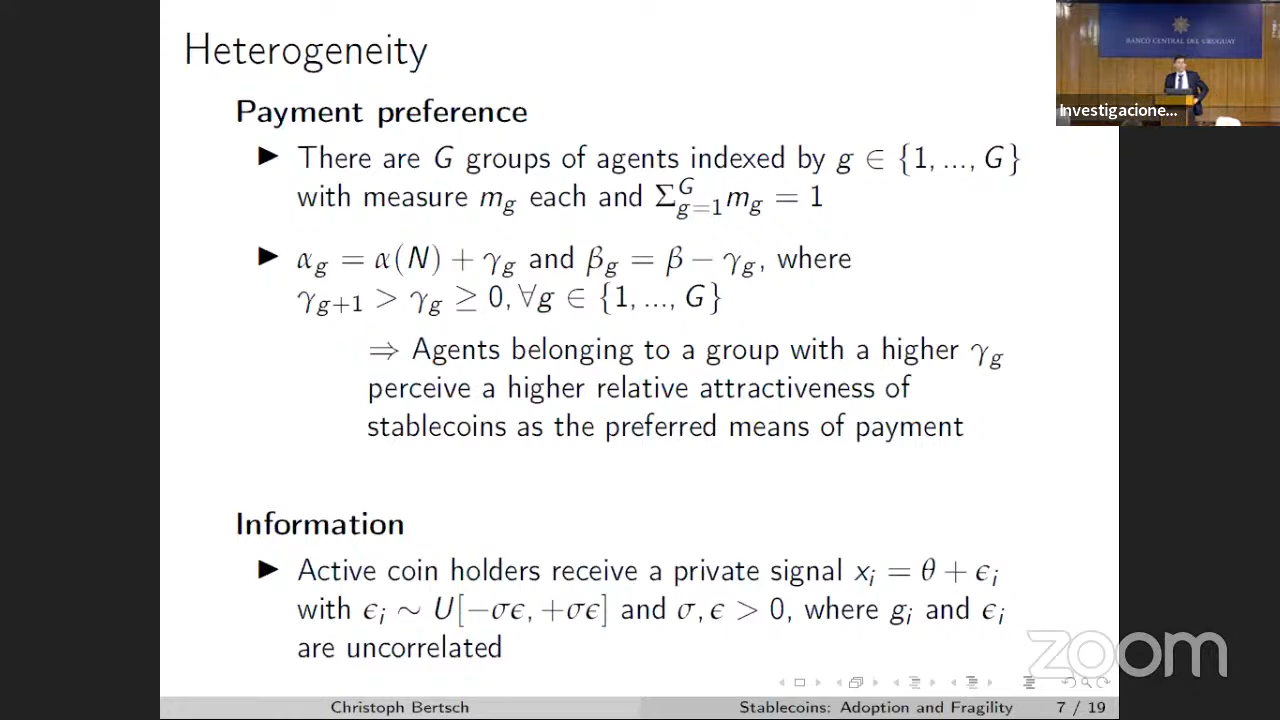 Heterogeneity
BANCO CENTRAL DEL URUGUAY
Investigacione...
Payment preference
▶ There are G groups of agents indexed by g ∈ {1, ..., G}
with measure m_g each and Σ_{g=1}^{G} m_g = 1
▶ α_g = α(N) + γ_g and β_g = β − γ_g, where
γ_{g+1} > γ_g ≥ 0, ∀g ∈ {1, ..., G}
⇒ Agents belonging to a group with a higher γ_g
perceive a higher relative attractiveness of
stablecoins as the preferred means of payment
Information
▶ Active coin holders receive a private signal x_i = θ + ϵ_i
with ϵ_i ∼ U[−σϵ, +σϵ] and σ, ϵ > 0, where g_i and ϵ_i
are uncorrelated
zoom
Christoph Bertsch
Stablecoins: Adoption and Fragility
7 / 19